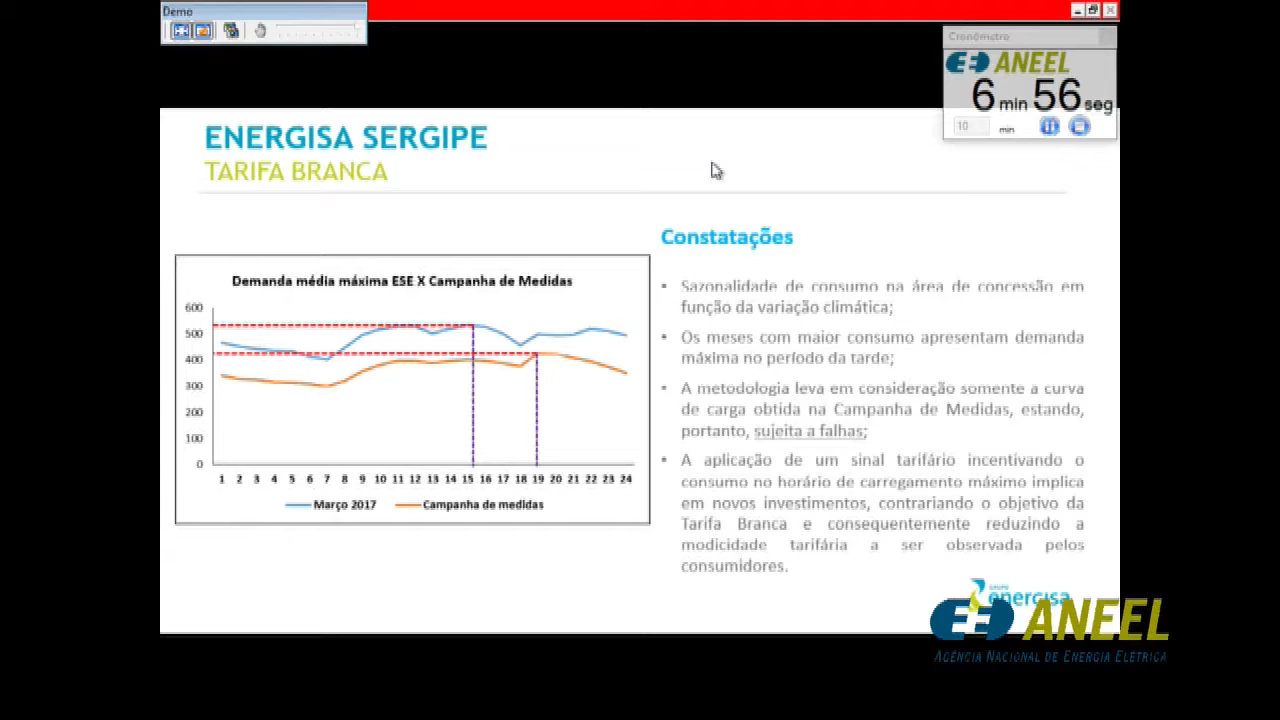 Demo
Cronômetro
ANEEL
6 min 56 seg
10 min
ENERGISA SERGIPE
TARIFA BRANCA
Constatações
Demanda média máxima ESE X Campanha de Medidas
600
500
400
300
200
100
0
1 2 3 4 5 6 7 8 9 10 11 12 13 14 15 16 17 18 19 20 21 22 23 24
Março 2017 Campanha de medidas
• Sazonalidade de consumo na área de concessão em
função da variação climática;
• Os meses com maior consumo apresentam demanda
máxima no período da tarde;
• A metodologia leva em consideração somente a curva
de carga obtida na Campanha de Medidas, estando,
portanto, sujeita a falhas;
• A aplicação de um sinal tarifário incentivando o
consumo no horário de carregamento máximo implica
em novos investimentos, contrariando o objetivo da
Tarifa Branca e consequentemente reduzindo a
modicidade tarifária a ser observada pelos
consumidores.
energisa
ANEEL
AGÊNCIA NACIONAL DE ENERGIA ELÉTRICA